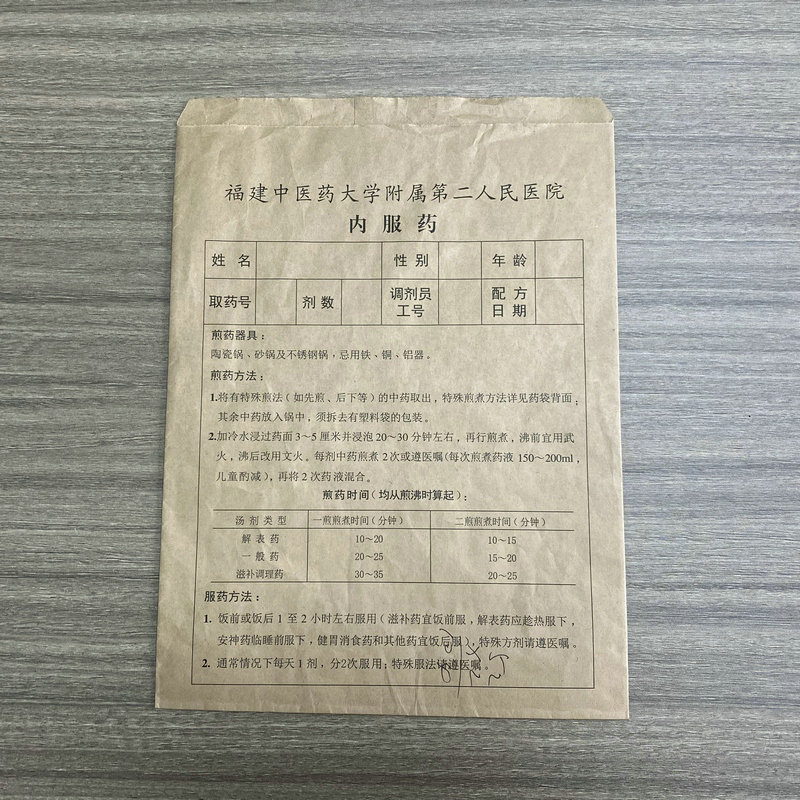 福建中医药大学附属第二人民医院
内服药
姓名 性别 年龄
取药号 剂数 调剂员工号 配方日期
煎药器具：
陶瓷锅、砂锅及不锈钢锅，忌用铁、铜、铝器。
煎药方法：
1.将有特殊煎法（如先煎、后下等）的中药取出，特殊煎煮方法详见药袋背面；
其余中药放入锅中，须拆去有塑料袋的包装。
2.加冷水浸过药面3～5厘米并浸泡20～30分钟左右，再行煎煮，沸前宜用武
火，沸后改用文火。每剂中药煎煮2次或遵医嘱（每次煎煮药液150～200ml，
儿童酌减），再将2次药液混合。
煎药时间（均从煎沸时算起）：
汤剂类型 一煎煎煮时间（分钟） 二煎煎煮时间（分钟）
解表药 10～20 10～15
一般药 20～25 15～20
滋补调理药 30～35 20～25
服药方法：
1. 饭前或饭后1至2小时左右服用（滋补药宜饭前服，解表药应趁热服下，
安神药临睡前服下，健胃消食药和其他药宜饭后服）；特殊方剂请遵医嘱。
2. 通常情况下每天1剂，分2次服用；特殊服法请遵医嘱。